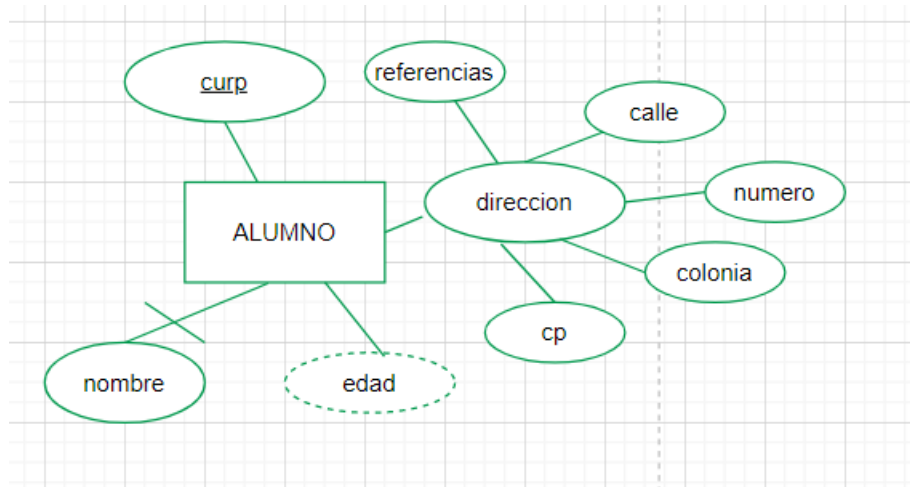 curp
referencias
calle
direccion
numero
ALUMNO
colonia
cp
nombre
edad